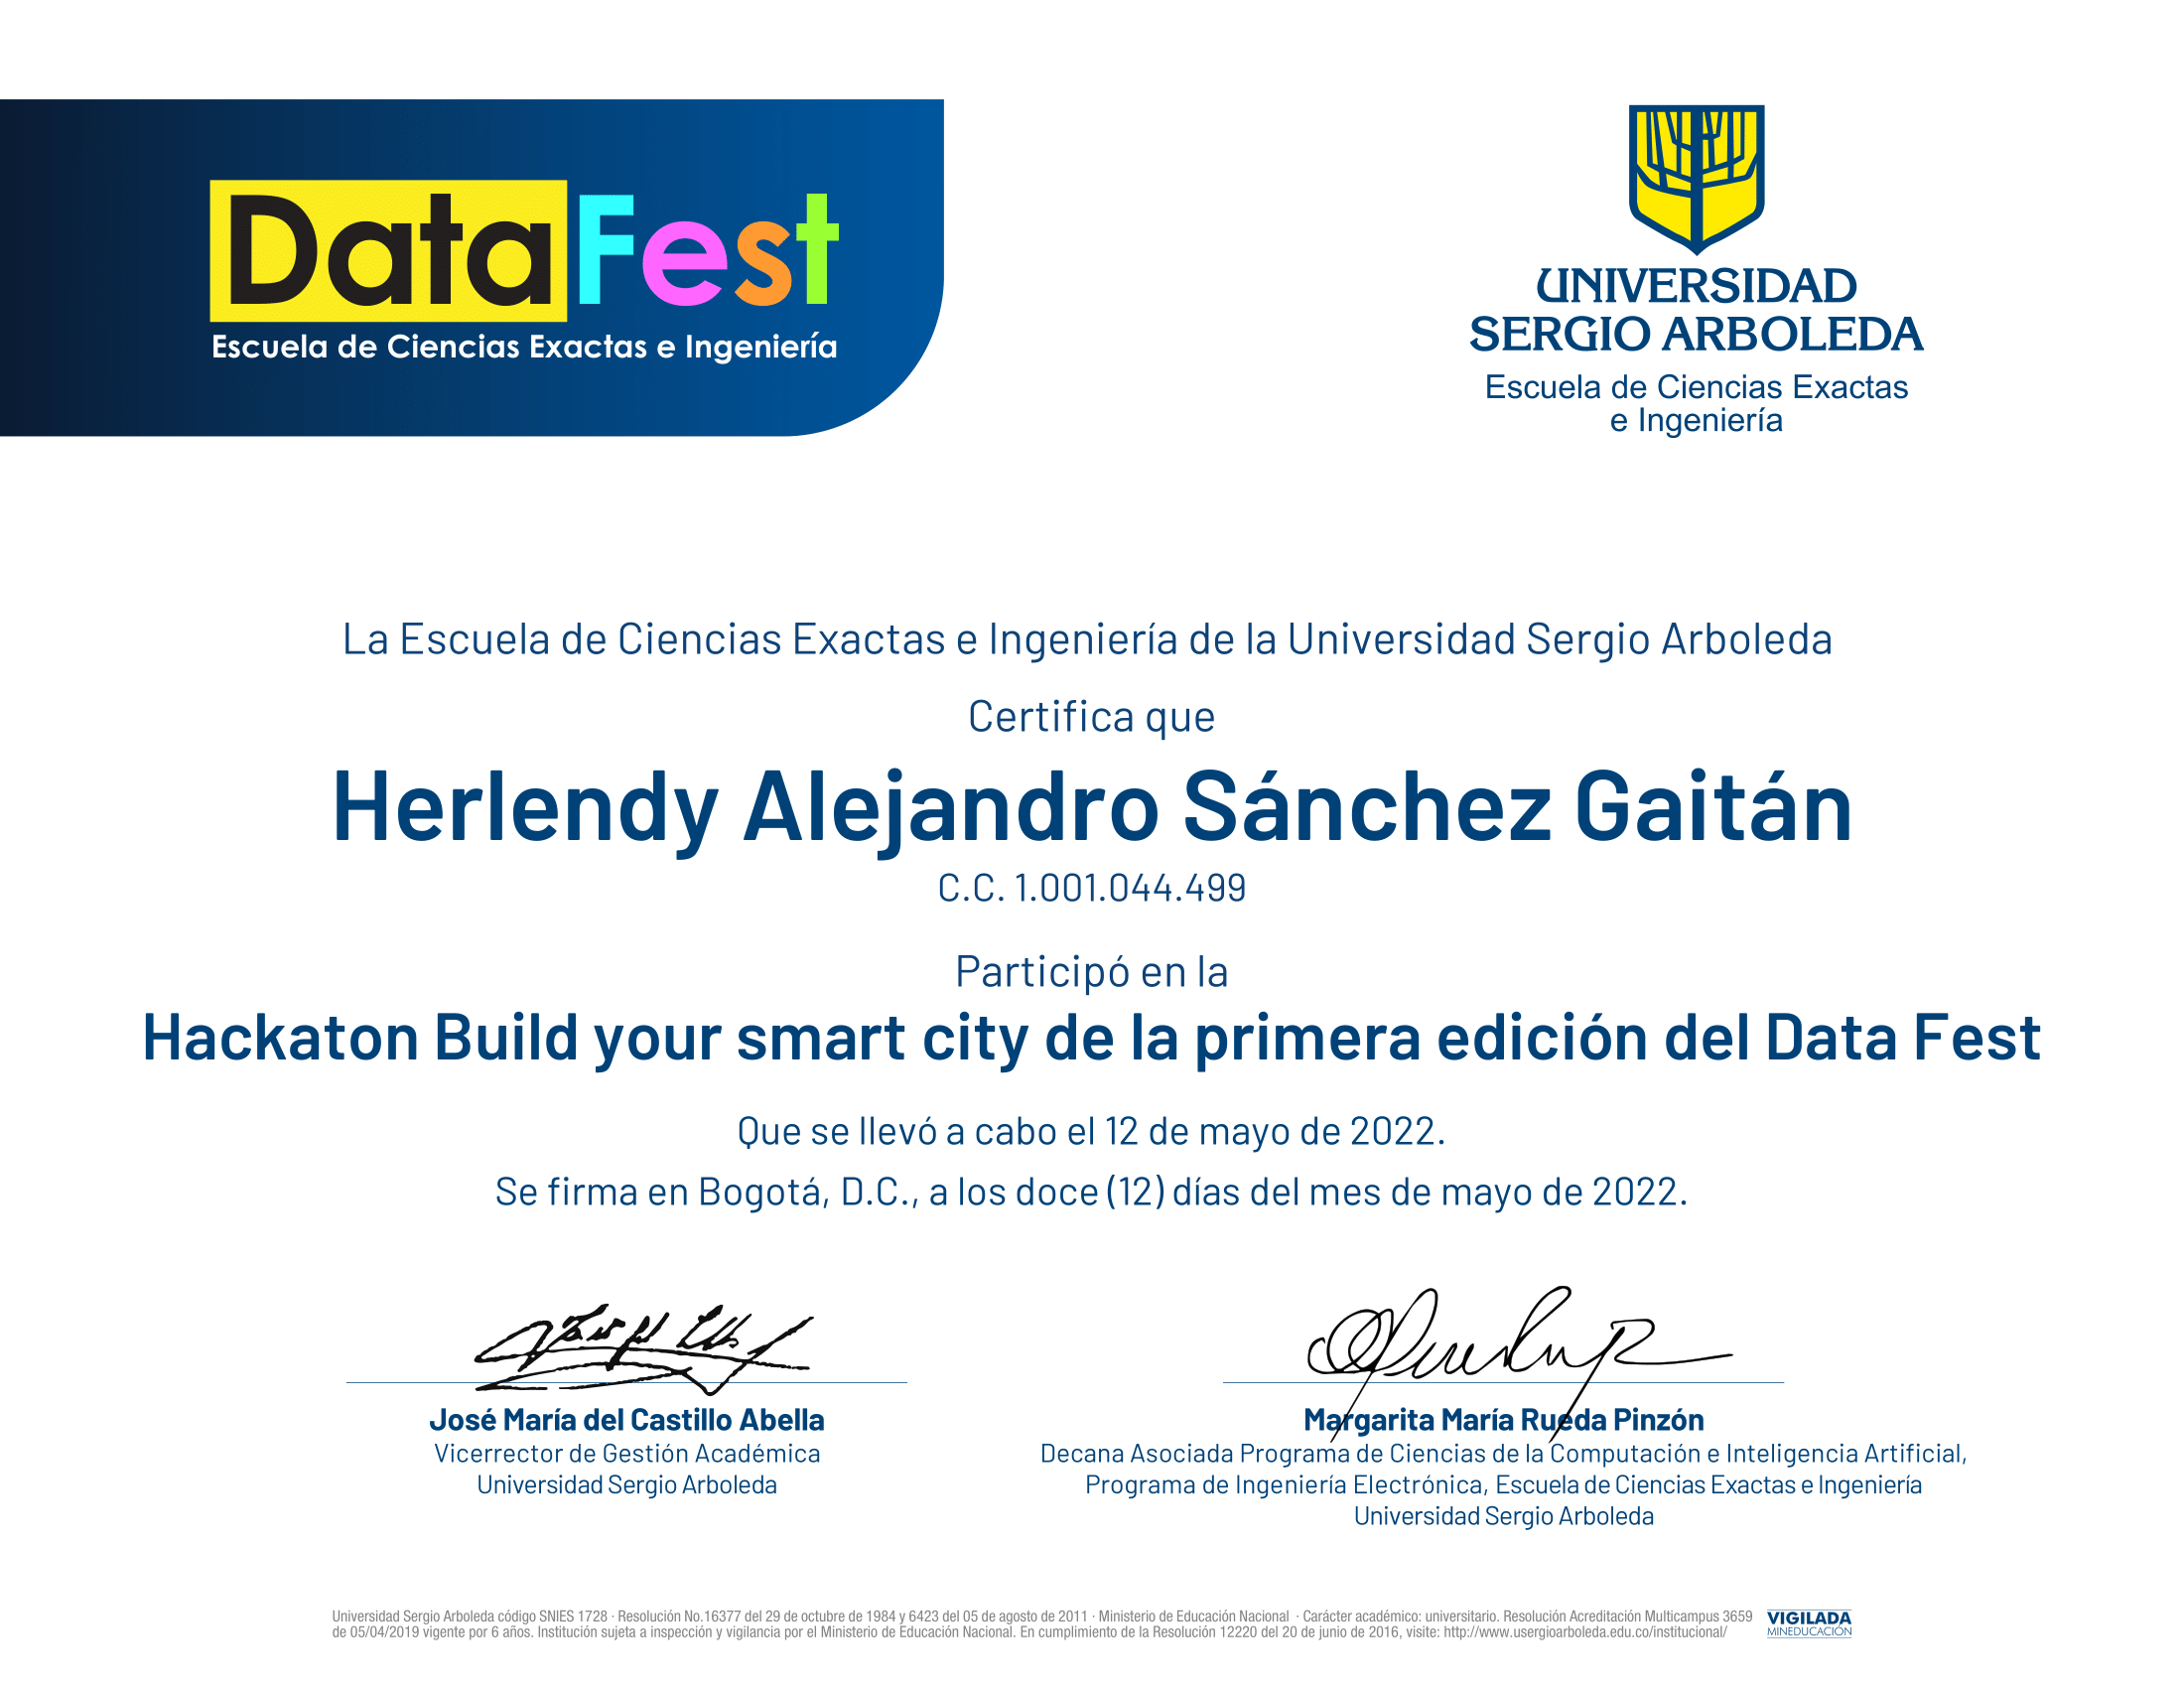 DataFest
Escuela de Ciencias Exactas e Ingeniería
UNIVERSIDAD
SERGIO ARBOLEDA
Escuela de Ciencias Exactas
e Ingeniería
La Escuela de Ciencias Exactas e Ingeniería de la Universidad Sergio Arboleda
Certifica que
Herlendy Alejandro Sánchez Gaitán
C.C. 1.001.044.499
Participó en la
Hackaton Build your smart city de la primera edición del Data Fest
Que se llevó a cabo el 12 de mayo de 2022.
Se firma en Bogotá, D.C., a los doce (12) días del mes de mayo de 2022.
José María del Castillo Abella
Vicerrector de Gestión Académica
Universidad Sergio Arboleda
Margarita María Rueda Pinzón
Decana Asociada Programa de Ciencias de la Computación e Inteligencia Artificial,
Programa de Ingeniería Electrónica, Escuela de Ciencias Exactas e Ingeniería
Universidad Sergio Arboleda
Universidad Sergio Arboleda código SNIES 1728 · Resolución No.16377 del 29 de octubre de 1984 y 6423 del 05 de agosto de 2011 · Ministerio de Educación Nacional · Carácter académico: universitario. Resolución Acreditación Multicampus 3659
de 05/04/2019 vigente por 6 años. Institución sujeta a inspección y vigilancia por el Ministerio de Educación Nacional. En cumplimiento de la Resolución 12220 del 20 de junio de 2016, visite: http://www.usergioarboleda.edu.co/institucional/
VIGILADA
MINEDUCACIÓN